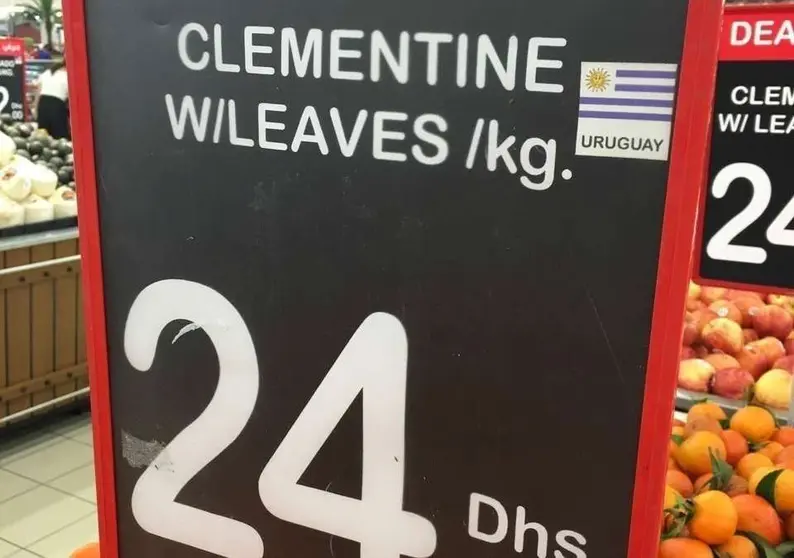 CLEMENTINE
W/LEAVES /kg.
URUGUAY
24 Dhs
DEA
CLEM
W/ LEA
24